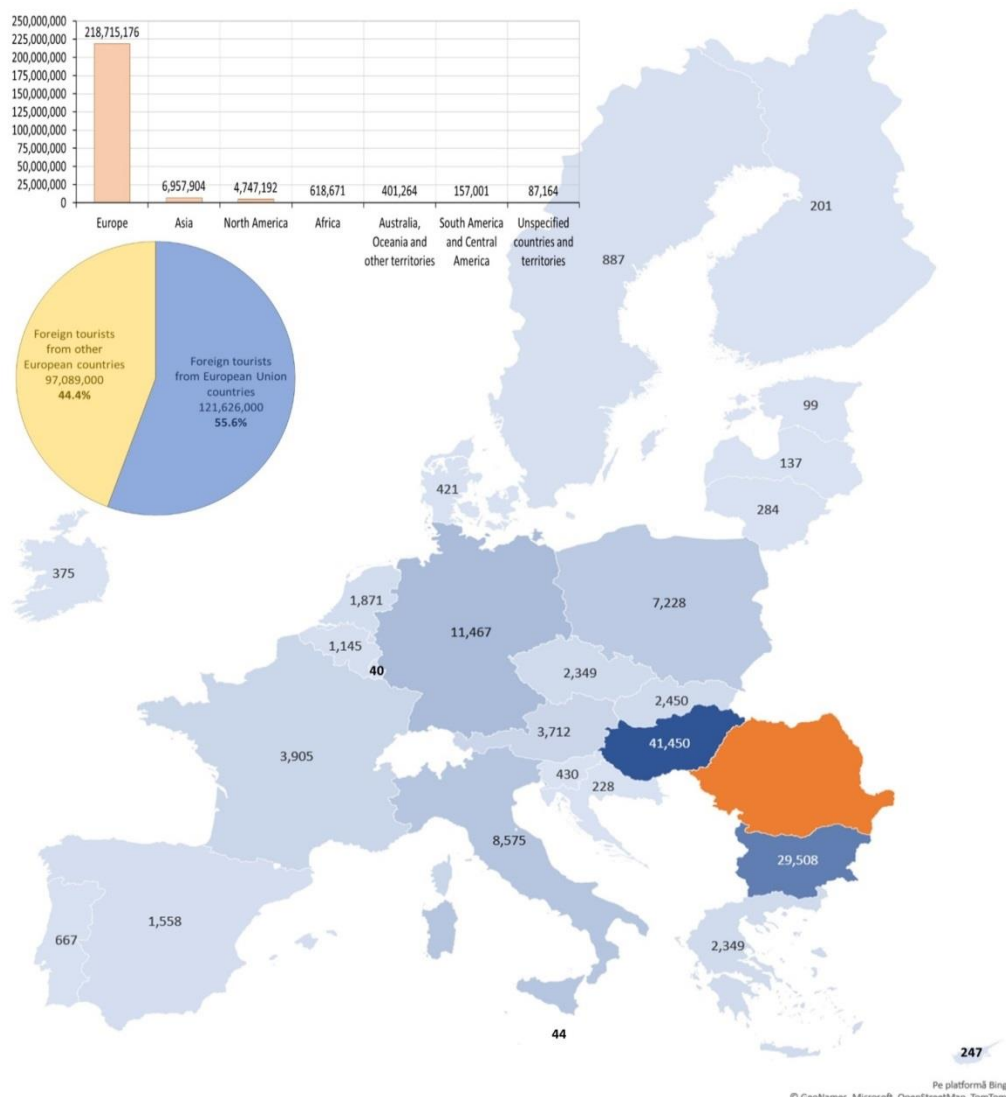 250,000,000
225,000,000
200,000,000
175,000,000
150,000,000
125,000,000
100,000,000
75,000,000
50,000,000
25,000,000
0
218,715,176
6,957,904
4,747,192
618,671
401,264
157,001
87,164
Europe
Asia
North America
Africa
Australia,
Oceania and
other territories
South America
and Central
America
Unspecified
countries and
territories
Foreign tourists
from other
European countries
97,089,000
44.4%
Foreign tourists
from European Union
countries
121,626,000
55.6%
201
887
99
137
284
421
375
1,871
7,228
11,467
1,145
40
2,349
2,450
3,712
41,450
3,905
430
228
8,575
29,508
1,558
667
2,349
44
247
Pe platformă Bing
© GeoNames, Microsoft, OpenStreetMap, TomTom